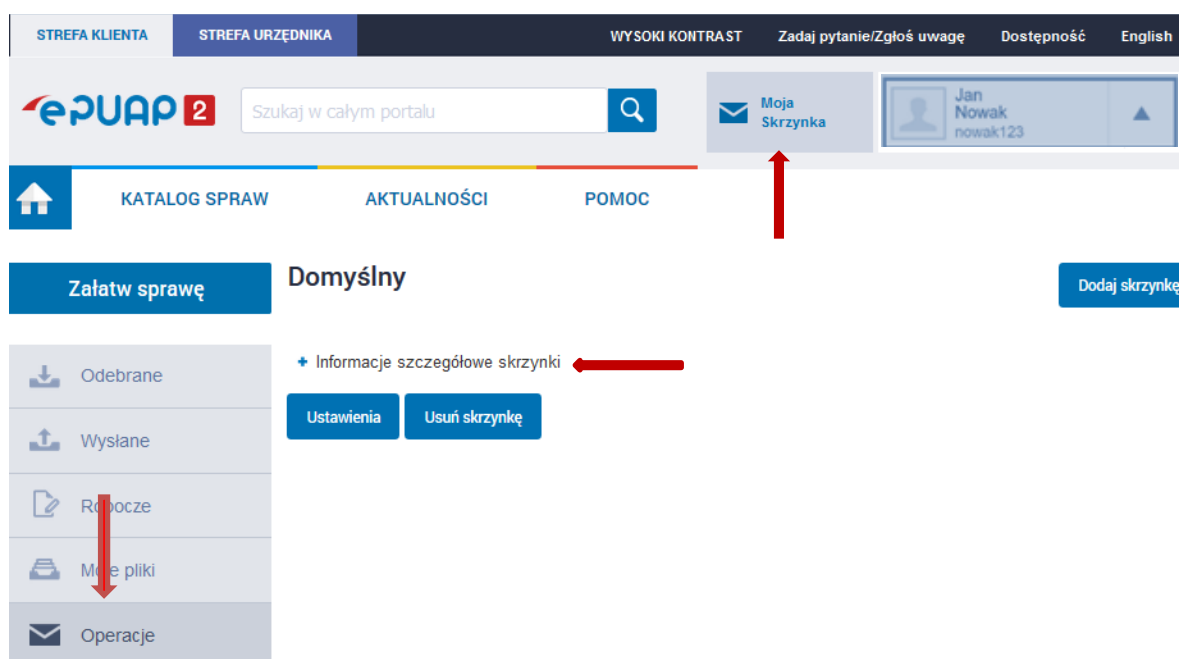 STREFA KLIENTA STREFA URZĘDNIKA WYSOKI KONTRAST Zadaj pytanie/Zgłoś uwagę Dostępność English
ePUAP 2 Szukaj w całym portalu
Moja
Skrzynka
Jan
Nowak
nowak123
KATALOG SPRAW AKTUALNOŚCI POMOC
Załatw sprawę
Domyślny
Dodaj skrzynkę
+ Informacje szczegółowe skrzynki
Ustawienia Usuń skrzynkę
Odebrane
Wysłane
Robocze
Moje pliki
Operacje